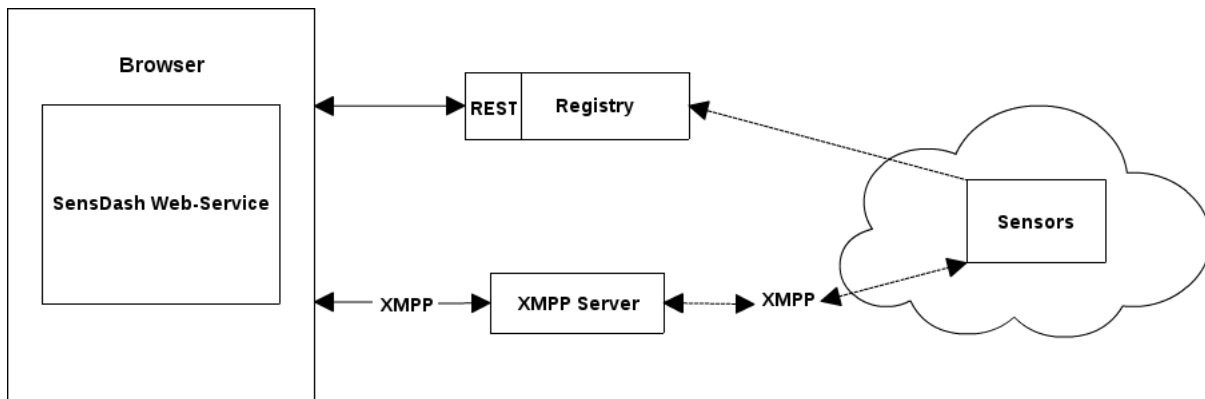 Browser
SensDash Web-Service
REST
Registry
Sensors
XMPP
XMPP Server
XMPP